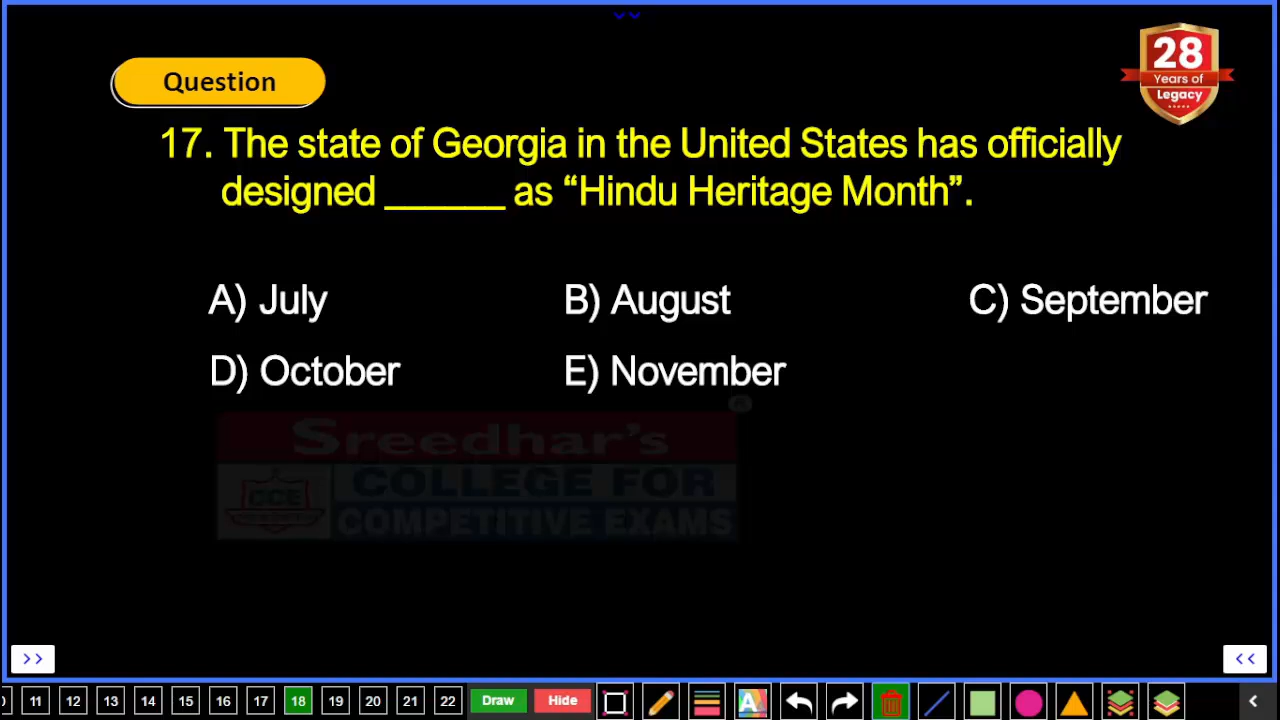 28
Years of
Legacy
Question
17. The state of Georgia in the United States has officially
designed ______ as “Hindu Heritage Month”.
A) July B) August C) September
D) October E) November
Sreedhar's
®
CCE
COLLEGE FOR
COMPETITIVE EXAMS
>> <<
11 12 13 14 15 16 17 18 19 20 21 22 Draw Hide A